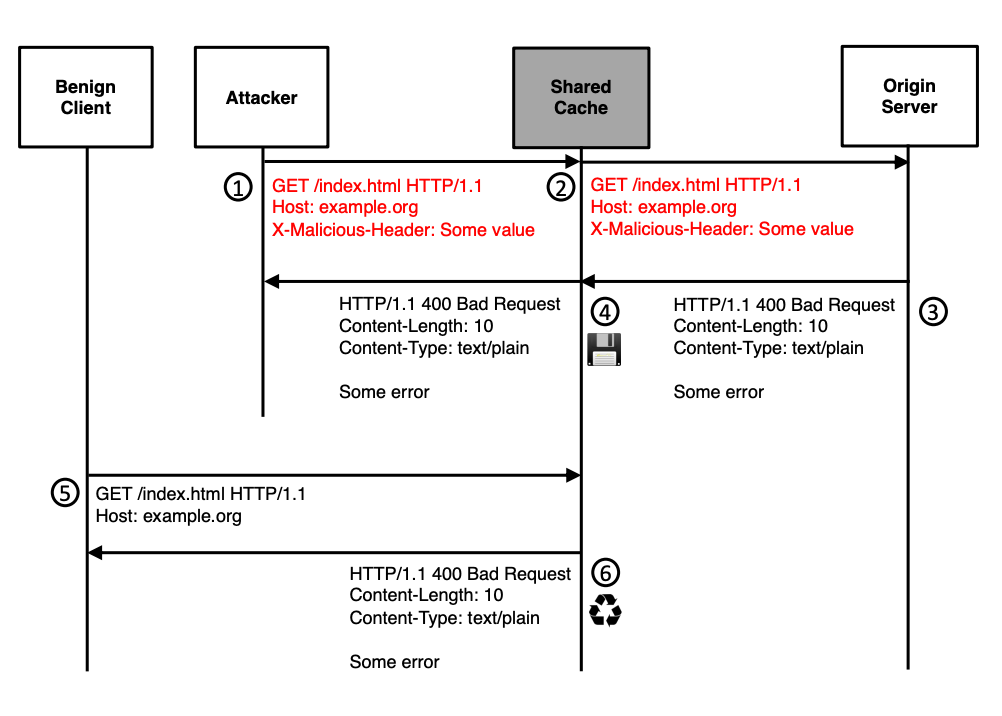 Benign
Client
Attacker
Shared
Cache
Origin
Server
1
GET /index.html HTTP/1.1
Host: example.org
X-Malicious-Header: Some value
2
GET /index.html HTTP/1.1
Host: example.org
X-Malicious-Header: Some value
HTTP/1.1 400 Bad Request
Content-Length: 10
Content-Type: text/plain
Some error
4
HTTP/1.1 400 Bad Request
Content-Length: 10
Content-Type: text/plain
Some error
3
5
GET /index.html HTTP/1.1
Host: example.org
HTTP/1.1 400 Bad Request
Content-Length: 10
Content-Type: text/plain
Some error
6